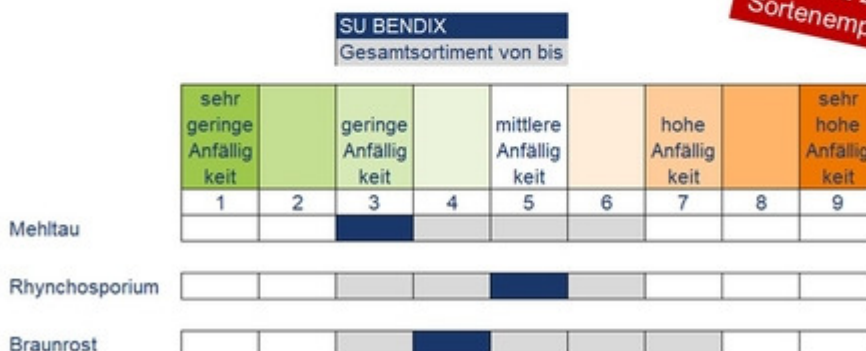 Sortenemp
SU BENDIX
Gesamtsortiment von bis
sehr geringe Anfällig keit
geringe Anfällig keit
mittlere Anfällig keit
hohe Anfällig keit
sehr hohe Anfällig keit
1 2 3 4 5 6 7 8 9
Mehltau
Rhynchosporium
Braunrost